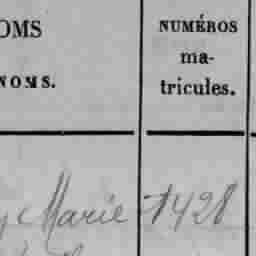 OMS
NOMS.
NUMÉROS
ma-
tricules.
Marie 1428